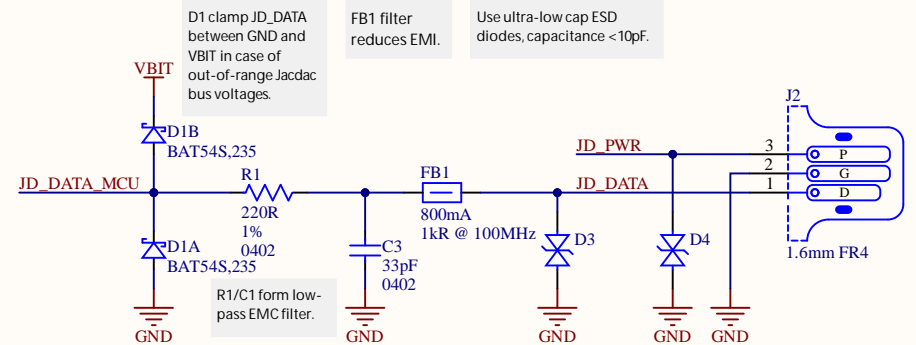 D1 clamp JD_DATA
between GND and
VBIT in case of
out-of-range Jacdac
bus voltages.
FB1 filter
reduces EMI.
Use ultra-low cap ESD
diodes, capacitance <10pF.
VBIT
J2
D1B
BAT54S,235
JD_PWR
3
P
2
G
JD_DATA_MCU
R1
FB1
JD_DATA
1
D
220R
1%
0402
800mA
1kR @ 100MHz
D1A
BAT54S,235
C3
33pF
0402
D3
D4
1.6mm FR4
R1/C1 form low-
pass EMC filter.
GND
GND
GND
GND
GND